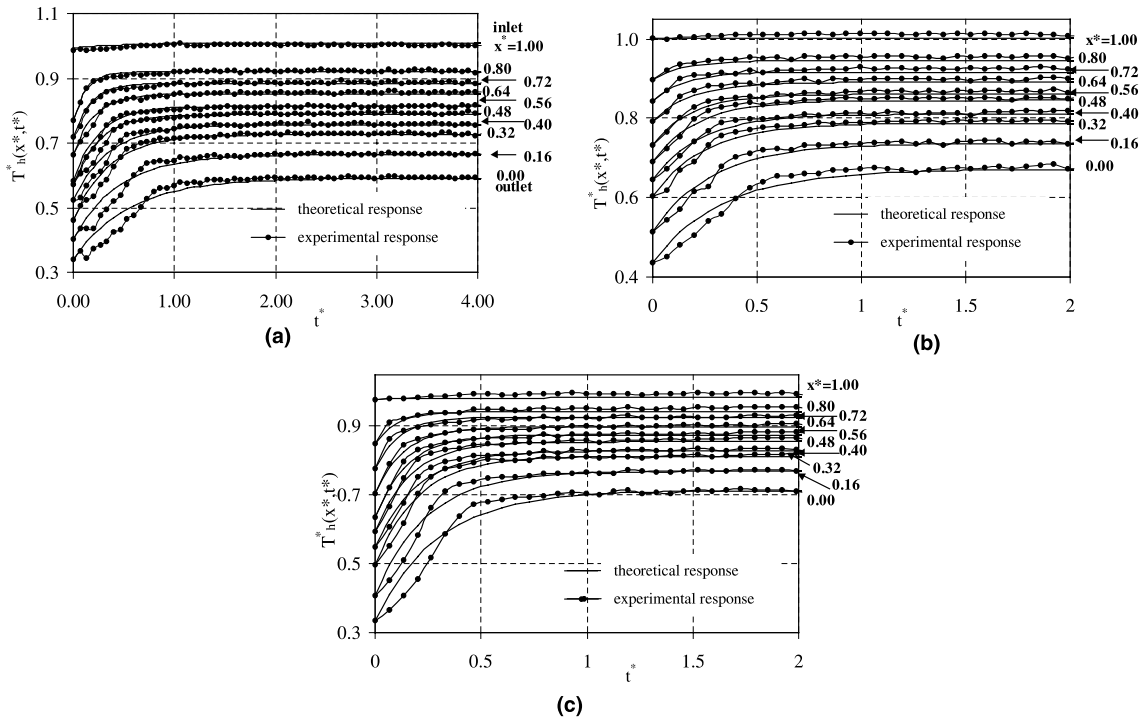 1.1
0.9
0.7
0.5
0.3
T*h(x*,t*)
0.00
1.00
2.00
3.00
4.00
t*
inlet
x*=1.00
0.80
0.72
0.64
0.56
0.48
0.40
0.32
0.16
0.00
outlet
theoretical response
experimental response
(a)
1.0
0.8
0.6
0.4
T*h(x*,t*)
0
0.5
1
1.5
2
t*
x*=1.00
0.80
0.72
0.64
0.56
0.48
0.40
0.32
0.16
0.00
theoretical response
experimental response
(b)
0.9
0.7
0.5
0.3
T*h(x*,t*)
0
0.5
1
1.5
2
t*
x*=1.00
0.80
0.72
0.64
0.56
0.48
0.40
0.32
0.16
0.00
theoretical response
experimental response
(c)